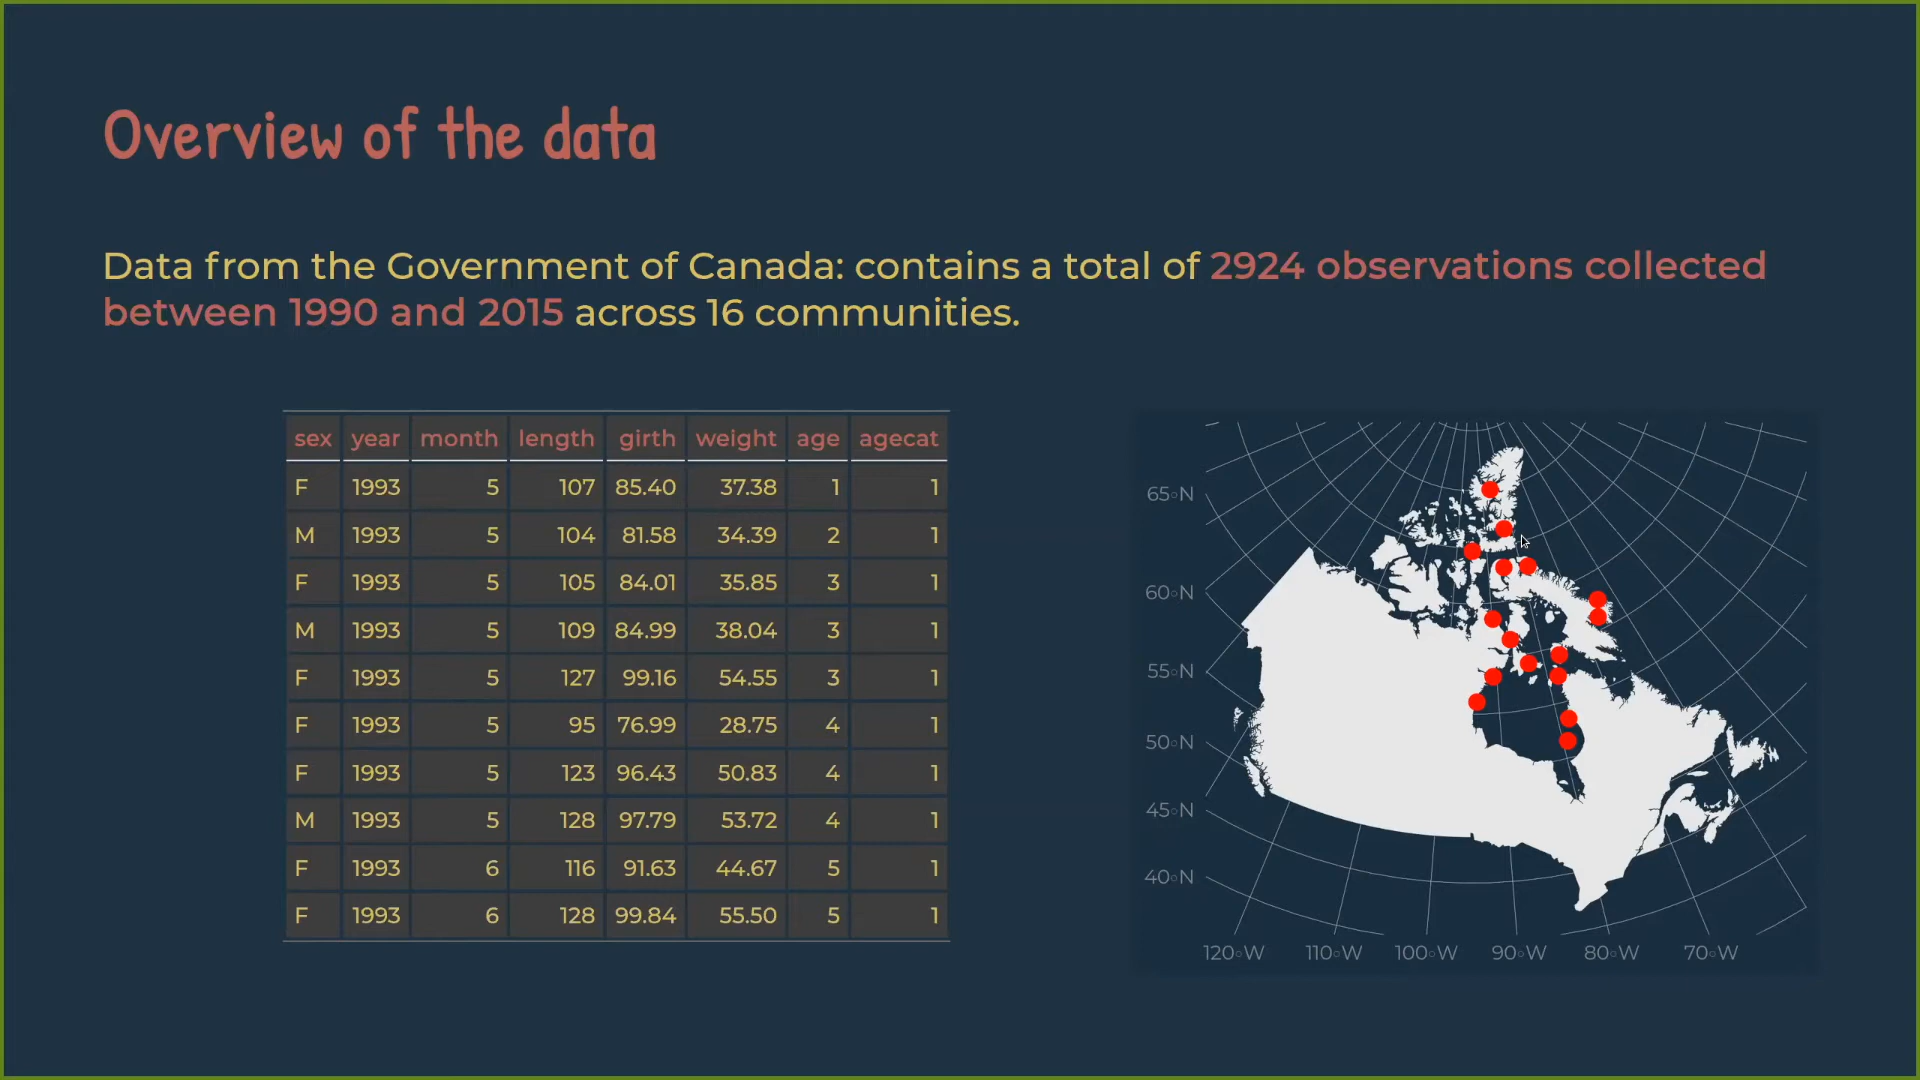 Overview of the data
Data from the Government of Canada: contains a total of 2924 observations collected
between 1990 and 2015 across 16 communities.
sex year month length girth weight age agecat
F 1993 5 107 85.40 37.38 1 1
M 1993 5 104 81.58 34.39 2 1
F 1993 5 105 84.01 35.85 3 1
M 1993 5 109 84.99 38.04 3 1
F 1993 5 127 99.16 54.55 3 1
F 1993 5 95 76.99 28.75 4 1
F 1993 5 123 96.43 50.83 4 1
M 1993 5 128 97.79 53.72 4 1
F 1993 6 116 91.63 44.67 5 1
F 1993 6 128 99.84 55.50 5 1
65°N
60°N
55°N
50°N
45°N
40°N
120°W 110°W 100°W 90°W 80°W 70°W